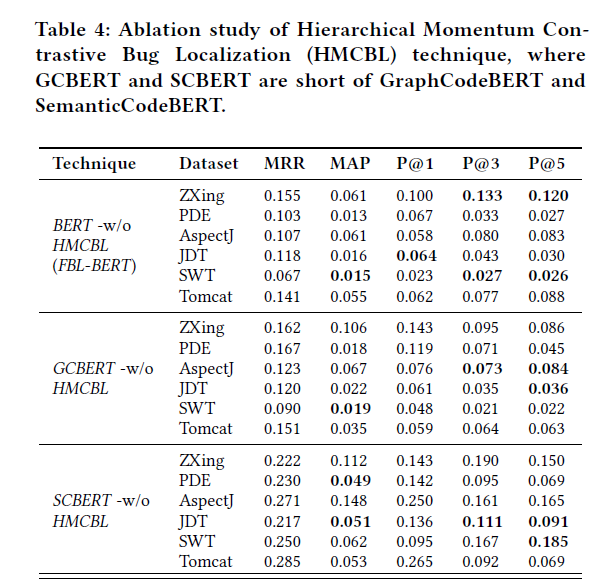 Table 4: Ablation study of Hierarchical Momentum Con-
trastive Bug Localization (HMCBL) technique, where
GCBERT and SCBERT are short of GraphCodeBERT and
SemanticCodeBERT.
Technique Dataset MRR MAP P@1 P@3 P@5
BERT -w/o HMCBL (FBL-BERT)
ZXing 0.155 0.061 0.100 0.133 0.120
PDE 0.103 0.013 0.067 0.033 0.027
AspectJ 0.107 0.061 0.058 0.080 0.083
JDT 0.118 0.016 0.064 0.043 0.030
SWT 0.067 0.015 0.023 0.027 0.026
Tomcat 0.141 0.055 0.062 0.077 0.088
GCBERT -w/o HMCBL
ZXing 0.162 0.106 0.143 0.095 0.086
PDE 0.167 0.018 0.119 0.071 0.045
AspectJ 0.123 0.067 0.076 0.073 0.084
JDT 0.120 0.022 0.061 0.035 0.036
SWT 0.090 0.019 0.048 0.021 0.022
Tomcat 0.151 0.035 0.059 0.064 0.063
SCBERT -w/o HMCBL
ZXing 0.222 0.112 0.143 0.190 0.150
PDE 0.230 0.049 0.142 0.095 0.069
AspectJ 0.271 0.148 0.250 0.161 0.165
JDT 0.217 0.051 0.136 0.111 0.091
SWT 0.250 0.062 0.095 0.167 0.185
Tomcat 0.285 0.053 0.265 0.092 0.069